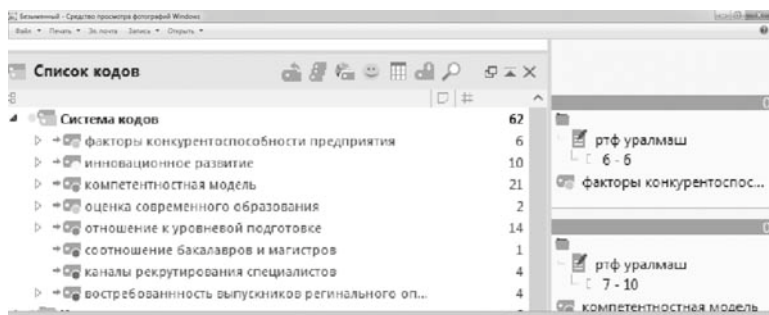 Безымянный - Средство просмотра фотографий Windows
Файл Печать Эл. почта Запись Открыть
Список кодов
Система кодов 62
факторы конкурентоспособности предприятия 6
инновационное развитие 10
компетентностная модель 21
оценка современного образования 2
отношение к уровневой подготовке 14
соотношение бакалавров и магистров 1
каналы рекрутирования специалистов 4
востребованнность выпускников регинального оп... 4
ртф уралмаш
6 - 6
факторы конкурентоспос...
ртф уралмаш
7 - 10
компетентностная модель